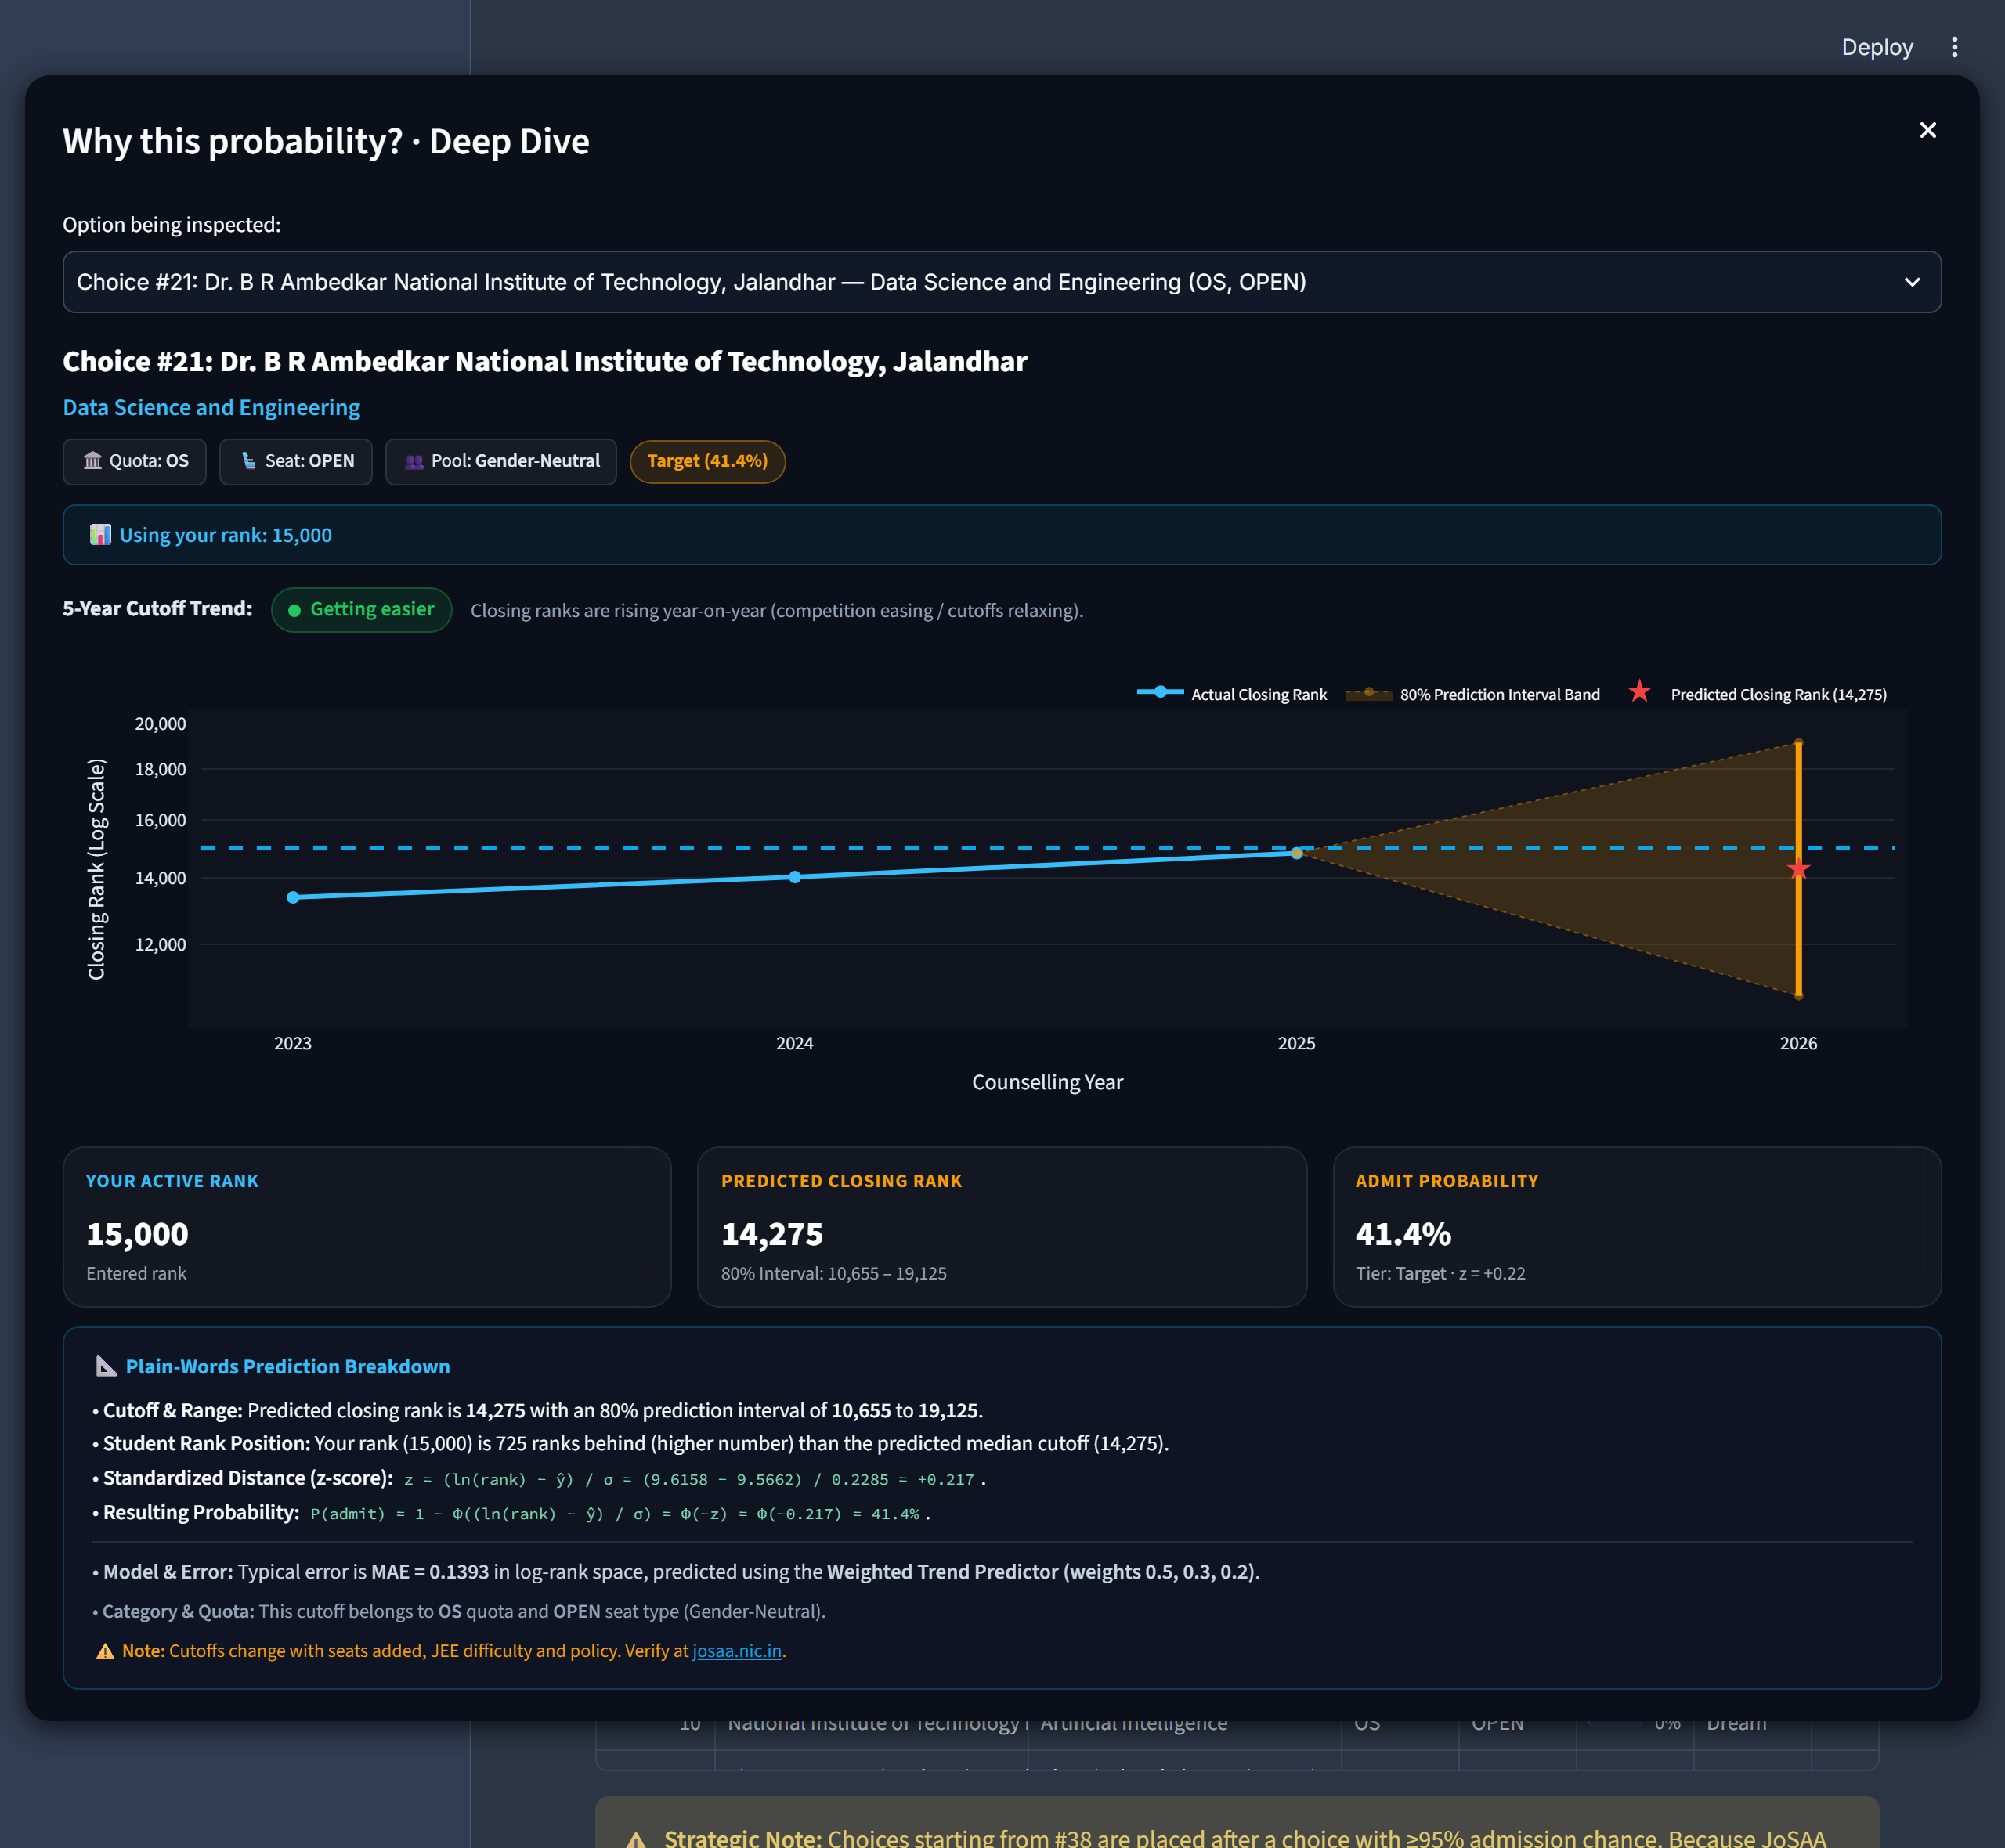 Deploy
Why this probability? · Deep Dive
Option being inspected:
Choice #21: Dr. B R Ambedkar National Institute of Technology, Jalandhar — Data Science and Engineering (OS, OPEN)
Choice #21: Dr. B R Ambedkar National Institute of Technology, Jalandhar
Data Science and Engineering
Quota: OS
Seat: OPEN
Pool: Gender-Neutral
Target (41.4%)
Using your rank: 15,000
5-Year Cutoff Trend:
Getting easier
Closing ranks are rising year-on-year (competition easing / cutoffs relaxing).
Actual Closing Rank
80% Prediction Interval Band
Predicted Closing Rank (14,275)
Closing Rank (Log Scale)
20,000
18,000
16,000
14,000
12,000
2023
2024
2025
2026
Counselling Year
YOUR ACTIVE RANK
15,000
Entered rank
PREDICTED CLOSING RANK
14,275
80% Interval: 10,655 – 19,125
ADMIT PROBABILITY
41.4%
Tier: Target · z = +0.22
Plain-Words Prediction Breakdown
• Cutoff & Range: Predicted closing rank is 14,275 with an 80% prediction interval of 10,655 to 19,125.
• Student Rank Position: Your rank (15,000) is 725 ranks behind (higher number) than the predicted median cutoff (14,275).
• Standardized Distance (z-score): z = (ln(rank) − ŷ) / σ = (9.6158 − 9.5662) / 0.2285 = +0.217 .
• Resulting Probability: P(admit) = 1 − Φ((ln(rank) − ŷ) / σ) = Φ(−z) = Φ(−0.217) = 41.4% .
• Model & Error: Typical error is MAE = 0.1393 in log-rank space, predicted using the Weighted Trend Predictor (weights 0.5, 0.3, 0.2).
• Category & Quota: This cutoff belongs to OS quota and OPEN seat type (Gender-Neutral).
Note: Cutoffs change with seats added, JEE difficulty and policy. Verify at josaa.nic.in.
10 National Institute of Technology Artificial Intelligence OS OPEN 0% Dream
Strategic Note: Choices starting from #38 are placed after a choice with ≥95% admission chance. Because JoSAA